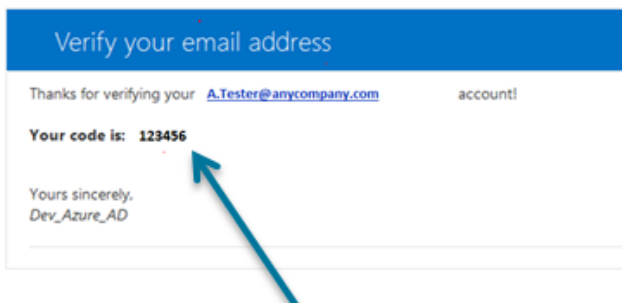 Verify your email address
Thanks for verifying your A.Tester@anycompany.com account!
Your code is: 123456
Yours sincerely,
Dev_Azure_AD